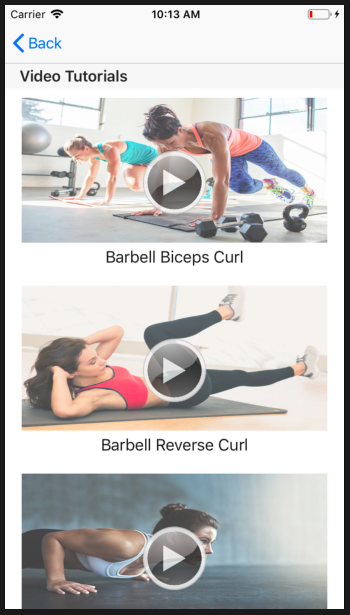 Carrier 10:13 AM
Back
Video Tutorials
Barbell Biceps Curl
Barbell Reverse Curl